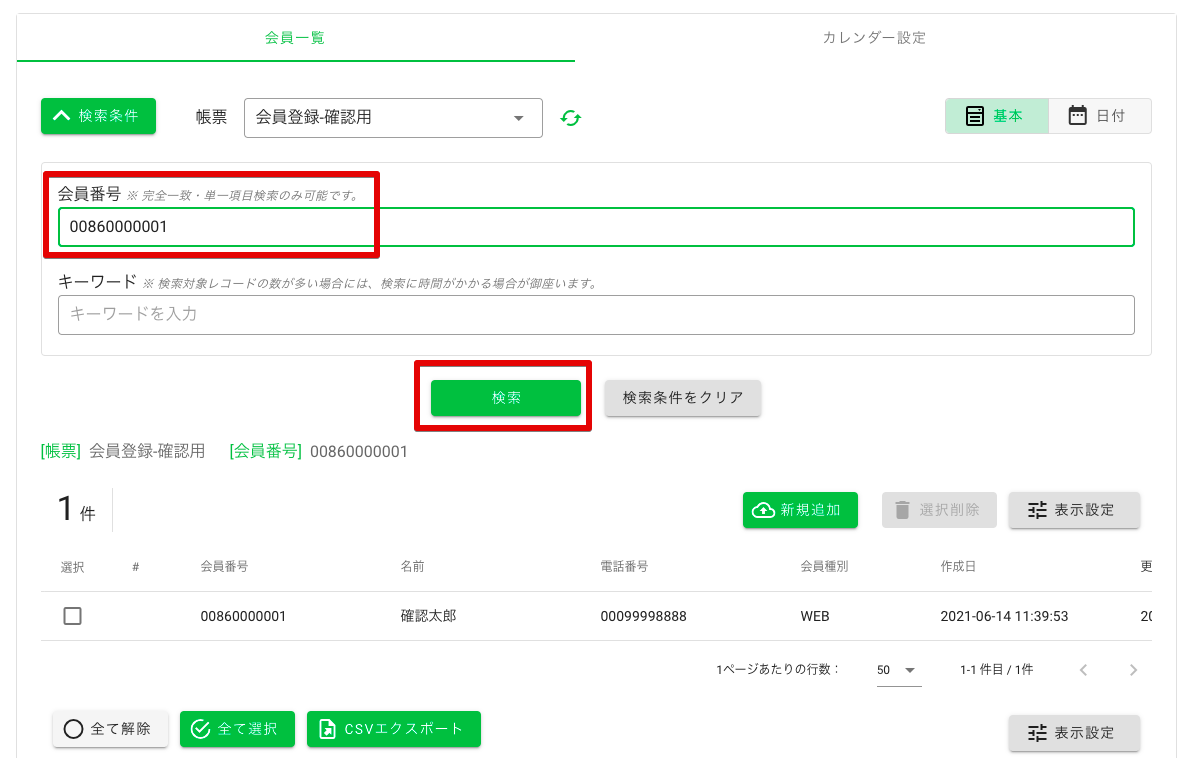 会員一覧 カレンダー設定
検索条件 帳票 会員登録-確認用 基本 日付
会員番号 ※ 完全一致・単一項目検索のみ可能です。
00860000001
キーワード ※ 検索対象レコードの数が多い場合には、検索に時間がかかる場合が御座います。
キーワードを入力
検索 検索条件をクリア
[帳票] 会員登録-確認用 [会員番号] 00860000001
1 件 新規追加 選択削除 表示設定
選択 # 会員番号 名前 電話番号 会員種別 作成日 更
00860000001 確認太郎 00099998888 WEB 2021-06-14 11:39:53 20
1ページあたりの行数： 50 1-1 件目 / 1件
全て解除 全て選択 CSVエクスポート 表示設定